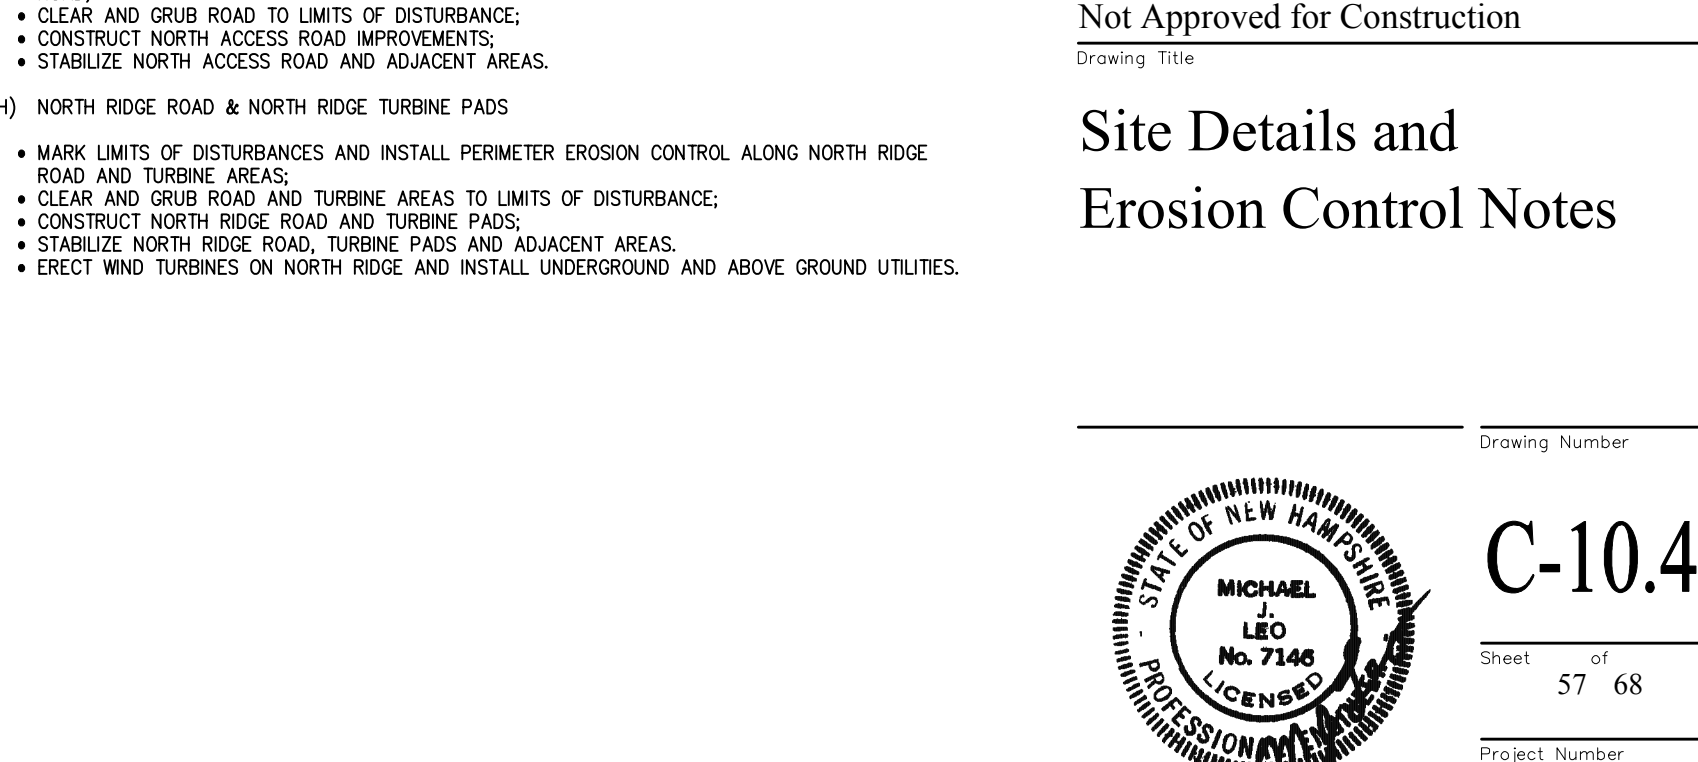 • CLEAR AND GRUB ROAD TO LIMITS OF DISTURBANCE;
• CONSTRUCT NORTH ACCESS ROAD IMPROVEMENTS;
• STABILIZE NORTH ACCESS ROAD AND ADJACENT AREAS.
H) NORTH RIDGE ROAD & NORTH RIDGE TURBINE PADS
• MARK LIMITS OF DISTURBANCES AND INSTALL PERIMETER EROSION CONTROL ALONG NORTH RIDGE
ROAD AND TURBINE AREAS;
• CLEAR AND GRUB ROAD AND TURBINE AREAS TO LIMITS OF DISTURBANCE;
• CONSTRUCT NORTH RIDGE ROAD AND TURBINE PADS;
• STABILIZE NORTH RIDGE ROAD, TURBINE PADS AND ADJACENT AREAS.
• ERECT WIND TURBINES ON NORTH RIDGE AND INSTALL UNDERGROUND AND ABOVE GROUND UTILITIES.
Not Approved for Construction
Drawing Title
Site Details and
Erosion Control Notes
STATE OF NEW HAMPSHIRE
MICHAEL
J.
LEO
No. 7146
LICENSED
Drawing Number
C-10.4
Sheet of
57 68
Project Number